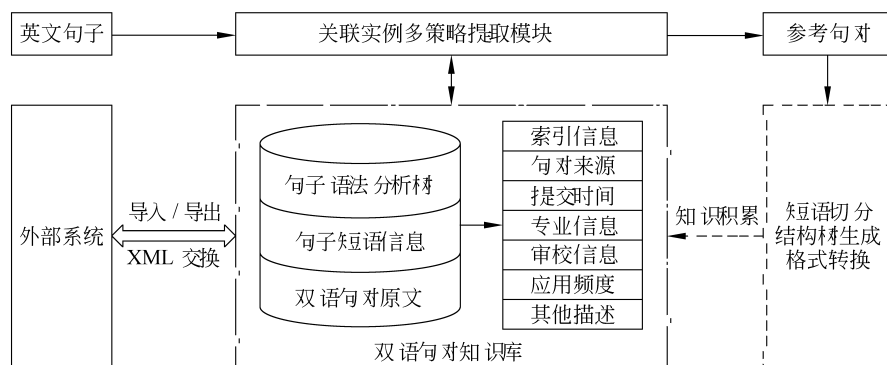 英文句子
关联实例多策略提取模块
参考句对
外部系统
导入/导出
XML 交换
句子语法分析树
句子短语信息
双语句对原文
索引信息
句对来源
提交时间
专业信息
审校信息
应用频度
其他描述
双语句对知识库
知识积累
短语切分
结构树生成
格式转换